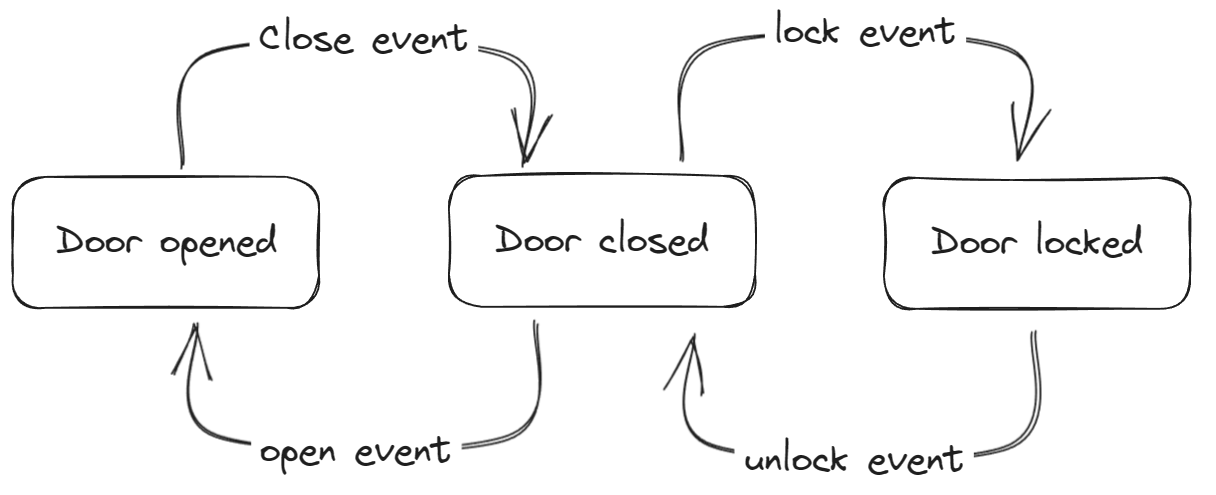 Close event
lock event
Door opened
Door closed
Door locked
open event
unlock event